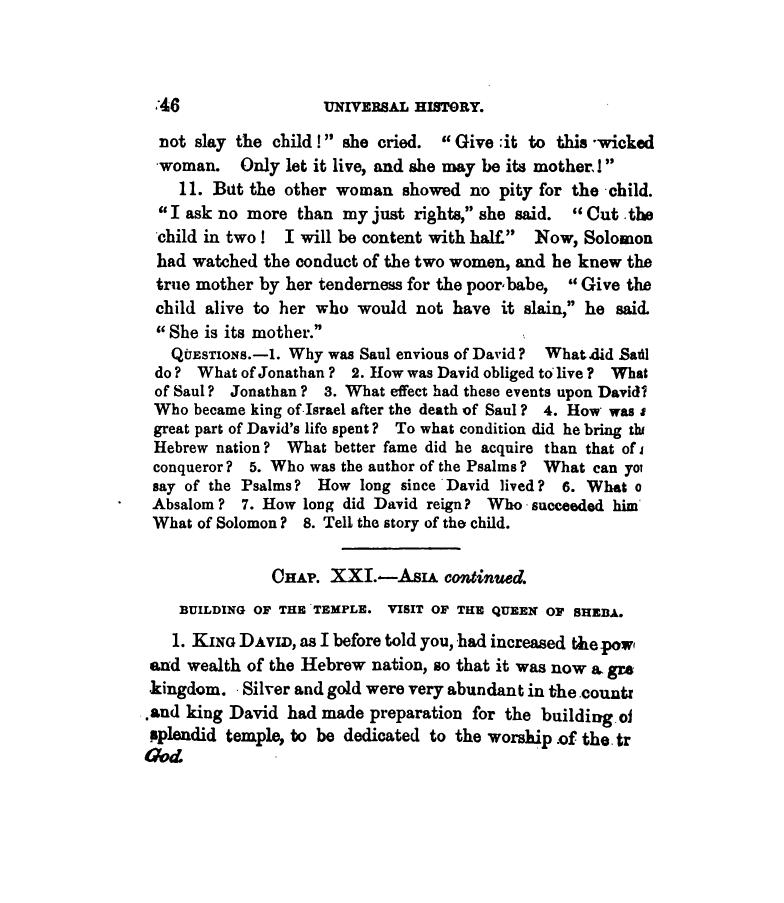 46 UNIVERSAL HISTORY.
not slay the child!" she cried. "Give it to this wicked
woman. Only let it live, and she may be its mother!"
11. But the other woman showed no pity for the child.
"I ask no more than my just rights," she said. "Cut the
child in two! I will be content with half." Now, Solomon
had watched the conduct of the two women, and he knew the
true mother by her tenderness for the poor babe, "Give the
child alive to her who would not have it slain," he said.
"She is its mother."
QUESTIONS.—1. Why was Saul envious of David? What did Saul
do? What of Jonathan? 2. How was David obliged to live? What
of Saul? Jonathan? 3. What effect had these events upon David?
Who became king of Israel after the death of Saul? 4. How was
great part of David's life spent? To what condition did he bring
Hebrew nation? What better fame did he acquire than that of
conqueror? 5. Who was the author of the Psalms? What can
say of the Psalms? How long since David lived? 6. What o
Absalom? 7. How long did David reign? Who succeeded him
What of Solomon? 8. Tell the story of the child.
CHAP. XXI.—ASIA continued.
BUILDING OF THE TEMPLE. VISIT OF THE QUEEN OF SHEBA.
1. KING DAVID, as I before told you, had increased the pow
and wealth of the Hebrew nation, so that it was now a gre
kingdom. Silver and gold were very abundant in the countr
and king David had made preparation for the building of
splendid temple, to be dedicated to the worship of the tr
God.